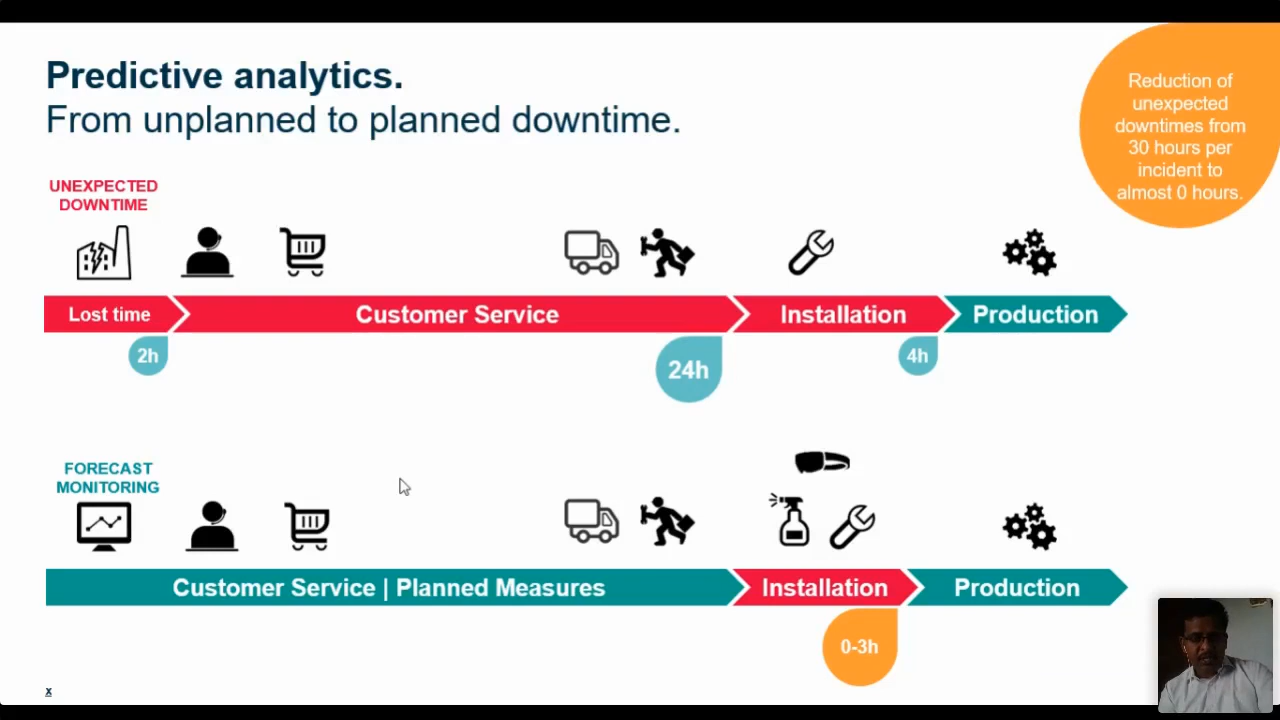 Predictive analytics.
From unplanned to planned downtime.
Reduction of
unexpected
downtimes from
30 hours per
incident to
almost 0 hours.
UNEXPECTED
DOWNTIME
Lost time
Customer Service
Installation
Production
2h
24h
4h
FORECAST
MONITORING
Customer Service | Planned Measures
Installation
Production
0-3h
x